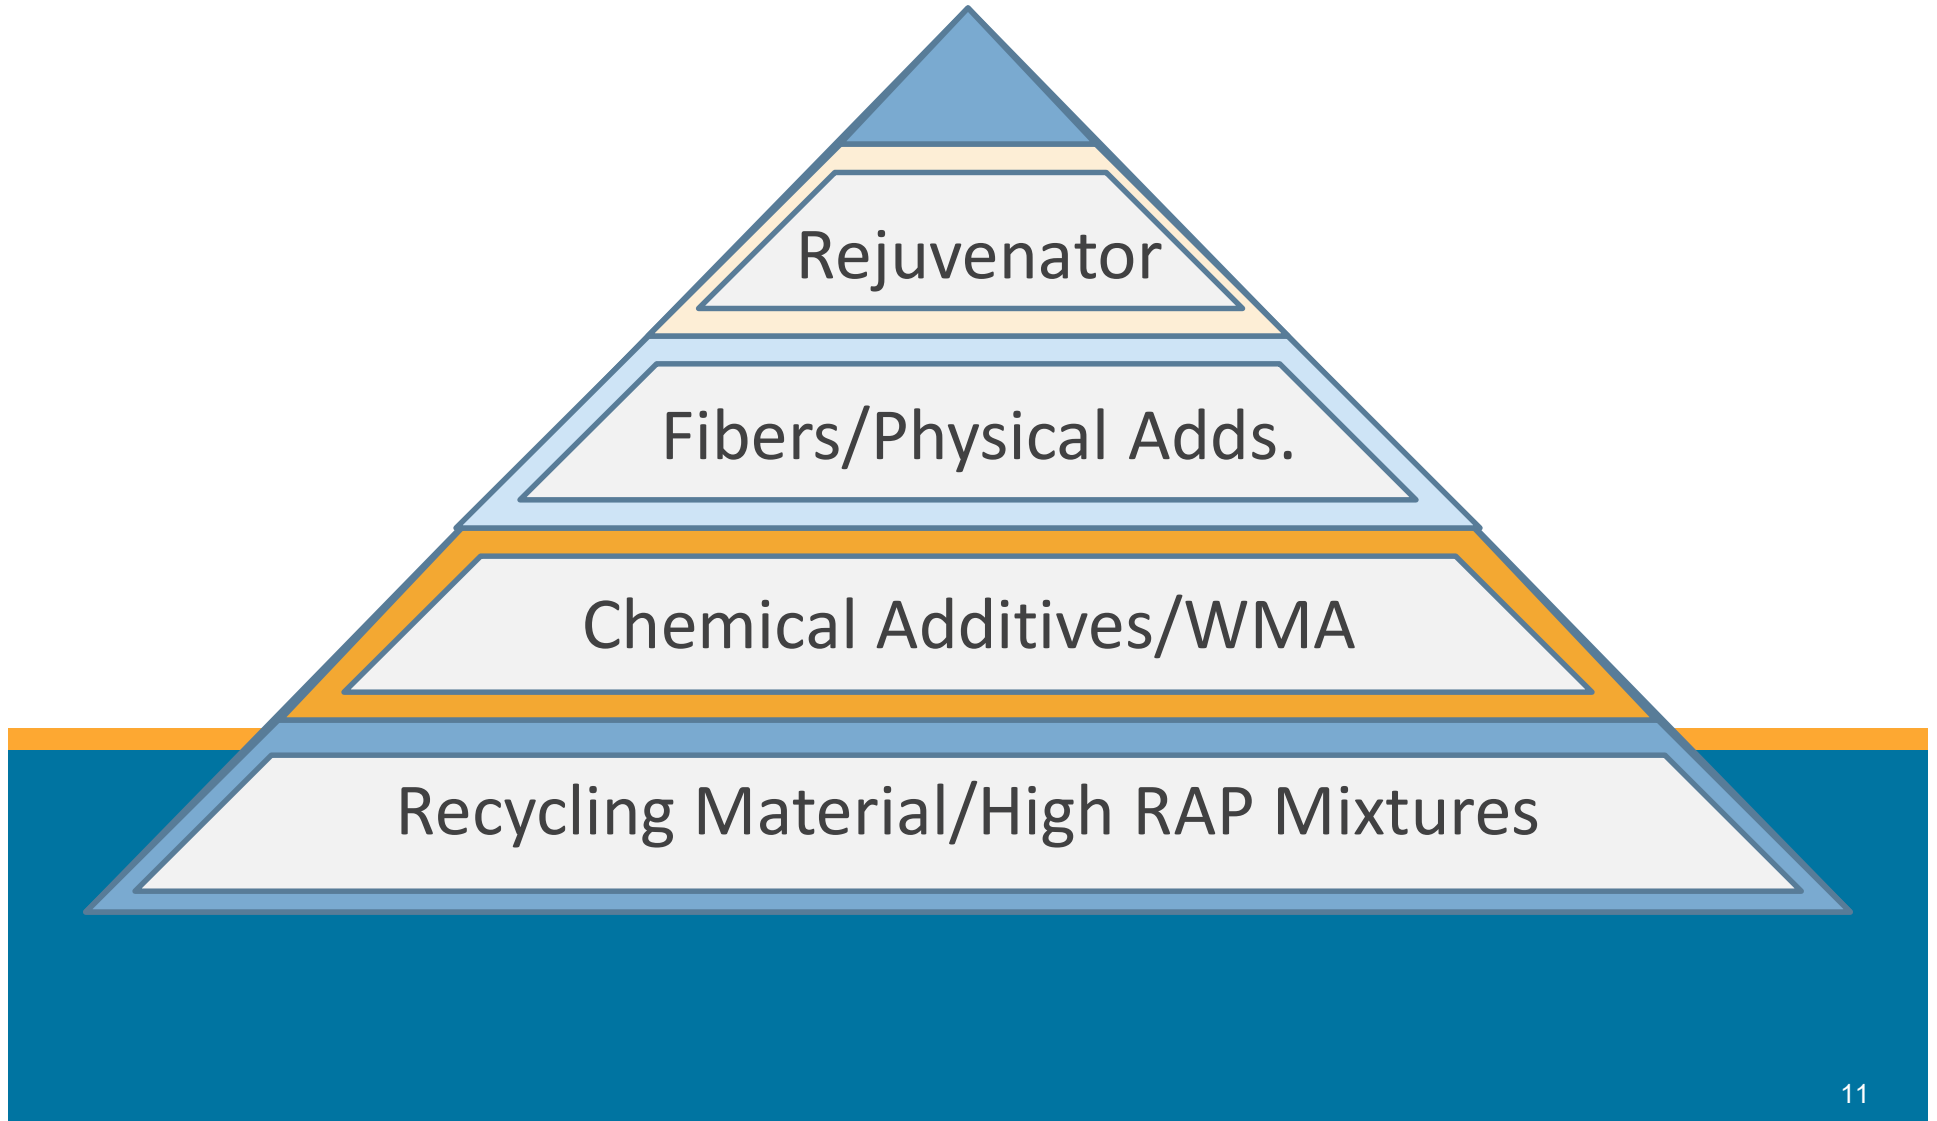 Rejuvenator
Fibers/Physical Adds.
Chemical Additives/WMA
Recycling Material/High RAP Mixtures
11